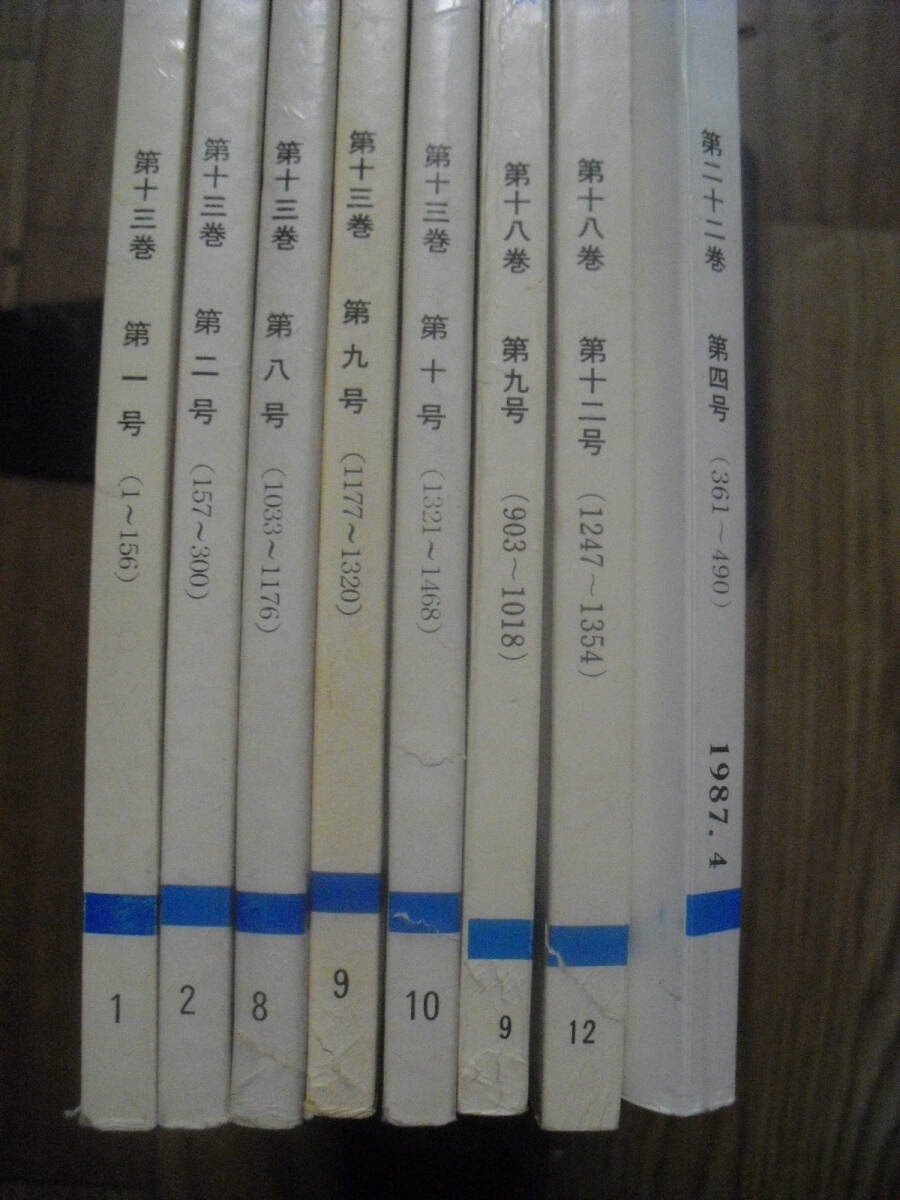 第十三巻 第一号 (1～156) 1
第十三巻 第二号 (157～300) 2
第十三巻 第八号 (1033～1176) 8
第十三巻 第九号 (1177～1320) 9
第十三巻 第十号 (1321～1468) 10
第十八巻 第九号 (903～1018) 9
第十八巻 第十二号 (1247～1354) 12
第二十二巻 第四号 (361～490) 1987.4